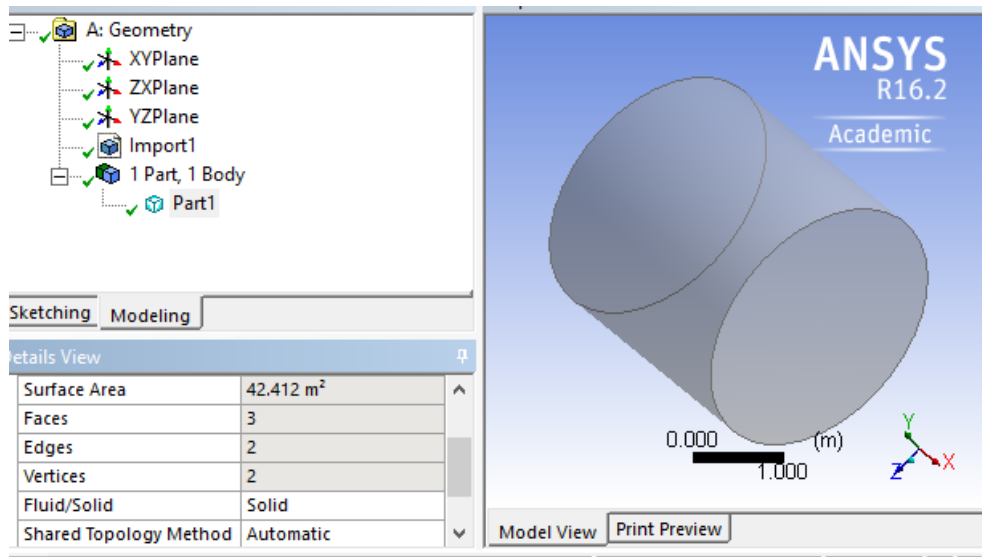 A: Geometry
XYPlane
ZXPlane
YZPlane
Import1
1 Part, 1 Body
Part1
Sketching Modeling
Details View
Surface Area 42.412 m²
Faces 3
Edges 2
Vertices 2
Fluid/Solid Solid
Shared Topology Method Automatic
ANSYS
R16.2
Academic
0.000 (m)
1.000
Y
Z X
Model View Print Preview